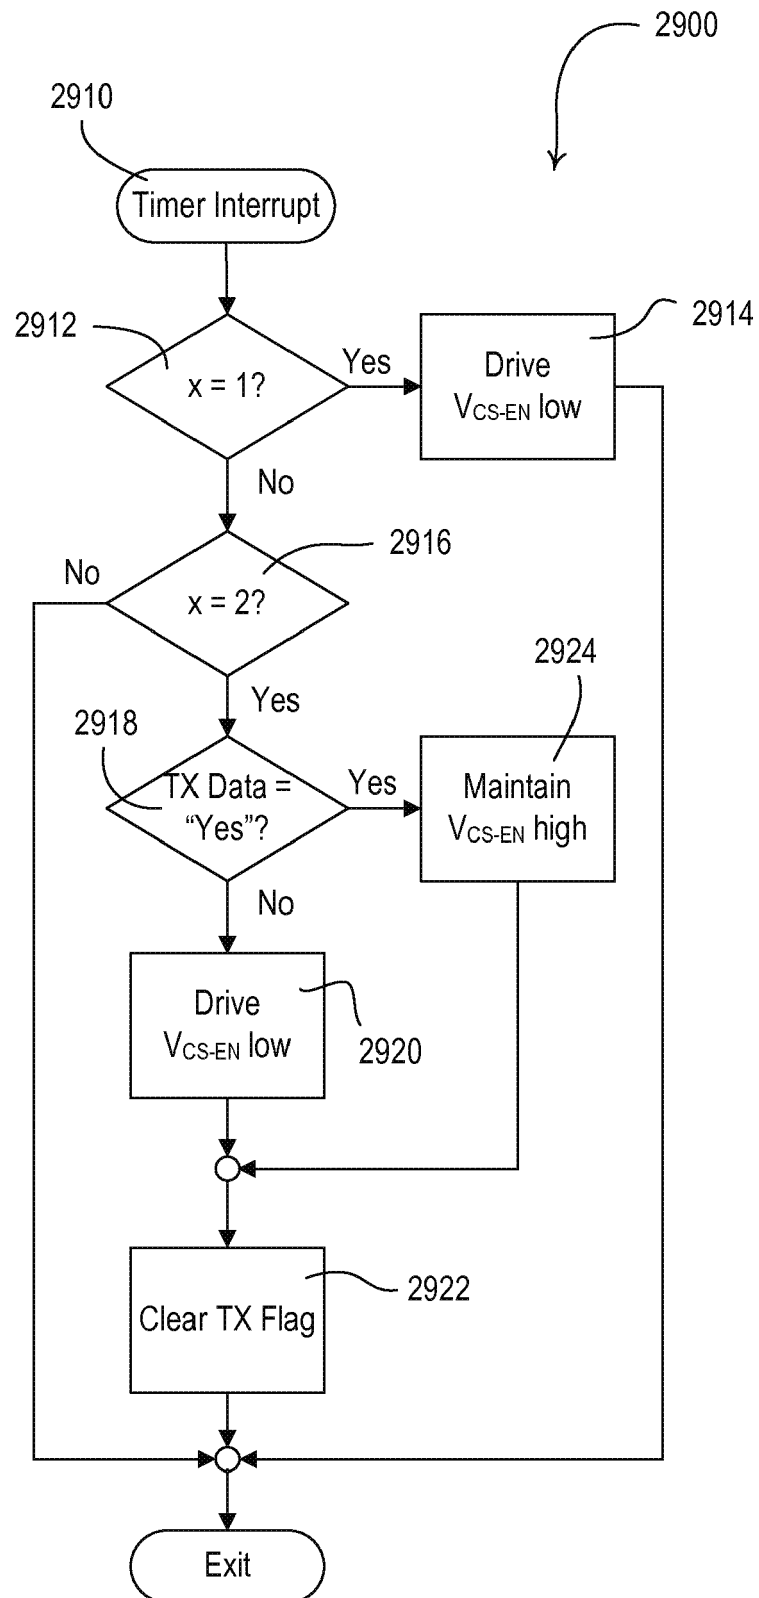 2900
2910
Timer Interrupt
2912
x = 1?
Yes
Drive
VCS-EN low
2914
No
2916
No
x = 2?
Yes
2924
2918
TX Data =
“Yes”?
Yes
Maintain
VCS-EN high
No
Drive
VCS-EN low
2920
Clear TX Flag
2922
Exit